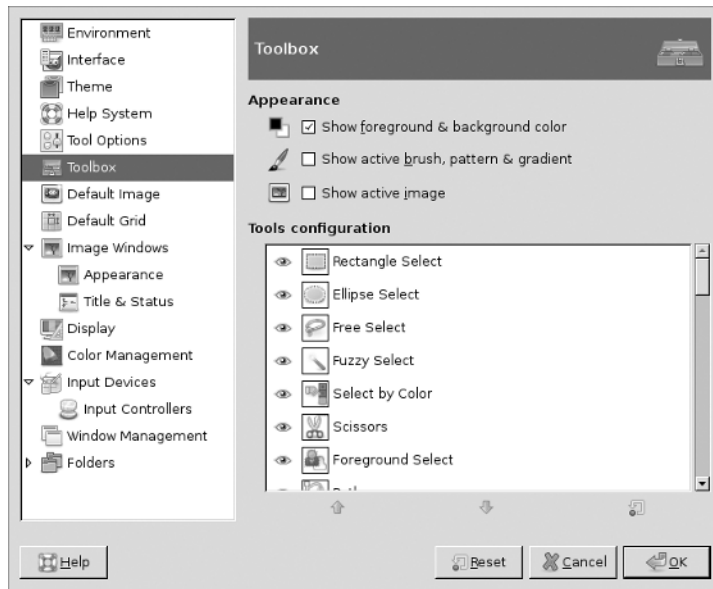 Environment
Interface
Theme
Help System
Tool Options
Toolbox
Default Image
Default Grid
Image Windows
Appearance
Title & Status
Display
Color Management
Input Devices
Input Controllers
Window Management
Folders
Toolbox
Appearance
Show foreground & background color
Show active brush, pattern & gradient
Show active image
Tools configuration
Rectangle Select
Ellipse Select
Free Select
Fuzzy Select
Select by Color
Scissors
Foreground Select
Help
Reset
Cancel
OK